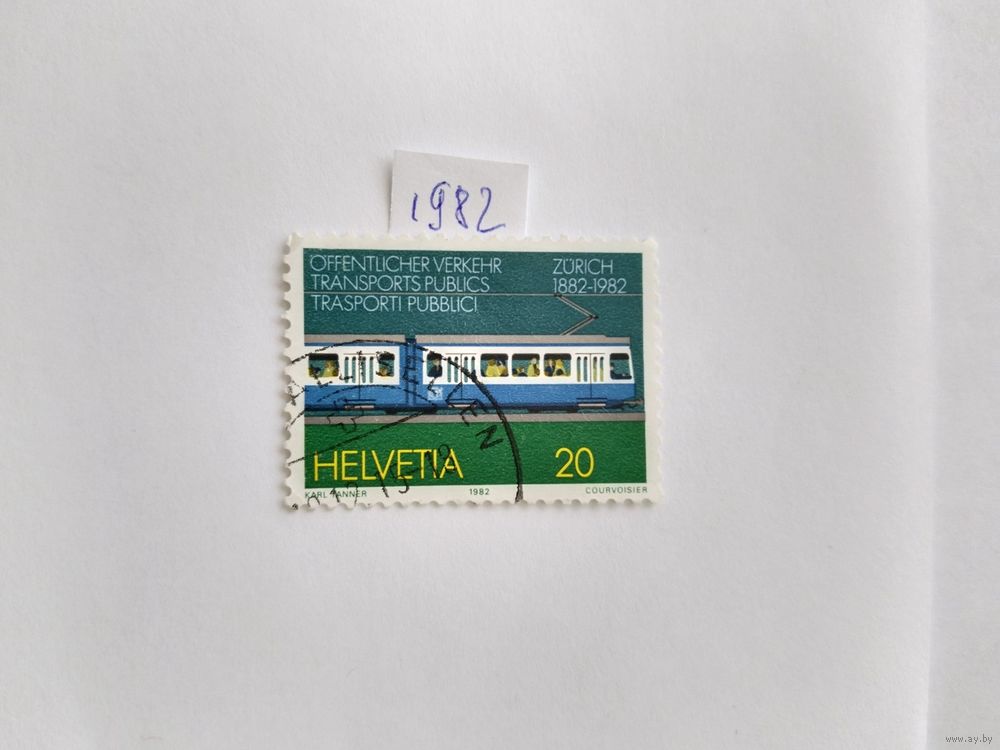 1982
ÖFFENTLICHER VERKEHR
TRANSPORTS PUBLICS
TRASPORTI PUBBLICI
ZÜRICH
1882-1982
HELVETIA
20
KARL TANNER
1982
COURVOISIER
www.ay.by